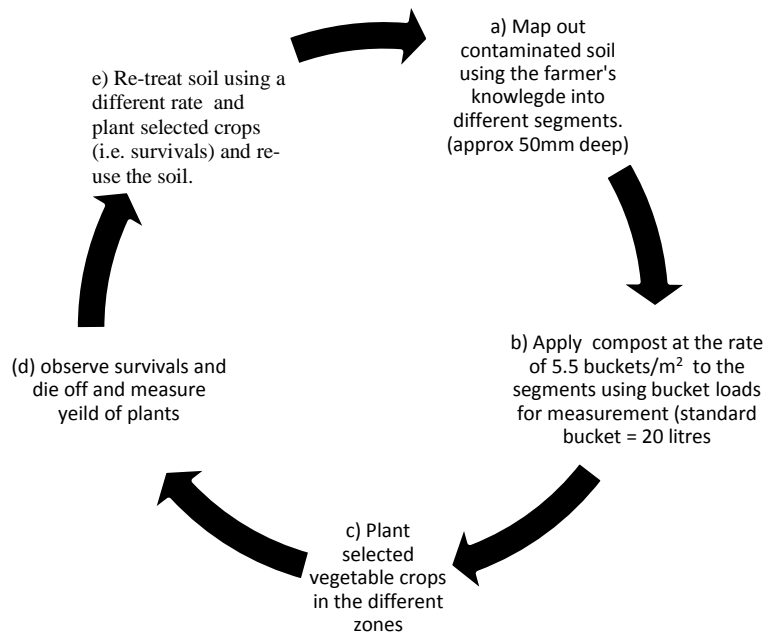 a) Map out
contaminated soil
using the farmer's
knowlegde into
different segments.
(approx 50mm deep)
b) Apply compost at the rate
of 5.5 buckets/m² to the
segments using bucket loads
for measurement (standard
bucket = 20 litres
c) Plant
selected
vegetable crops
in the different
zones
(d) observe survivals and
die off and measure
yeild of plants
e) Re-treat soil using a
different rate and
plant selected crops
(i.e. survivals) and re-
use the soil.